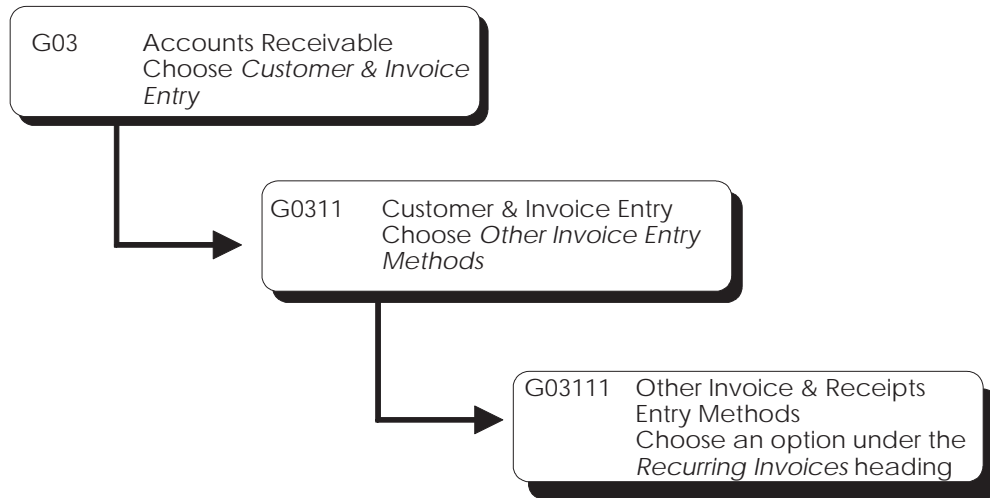 G03 Accounts Receivable
Choose Customer & Invoice
Entry
G0311 Customer & Invoice Entry
Choose Other Invoice Entry
Methods
G03111 Other Invoice & Receipts
Entry Methods
Choose an option under the
Recurring Invoices heading